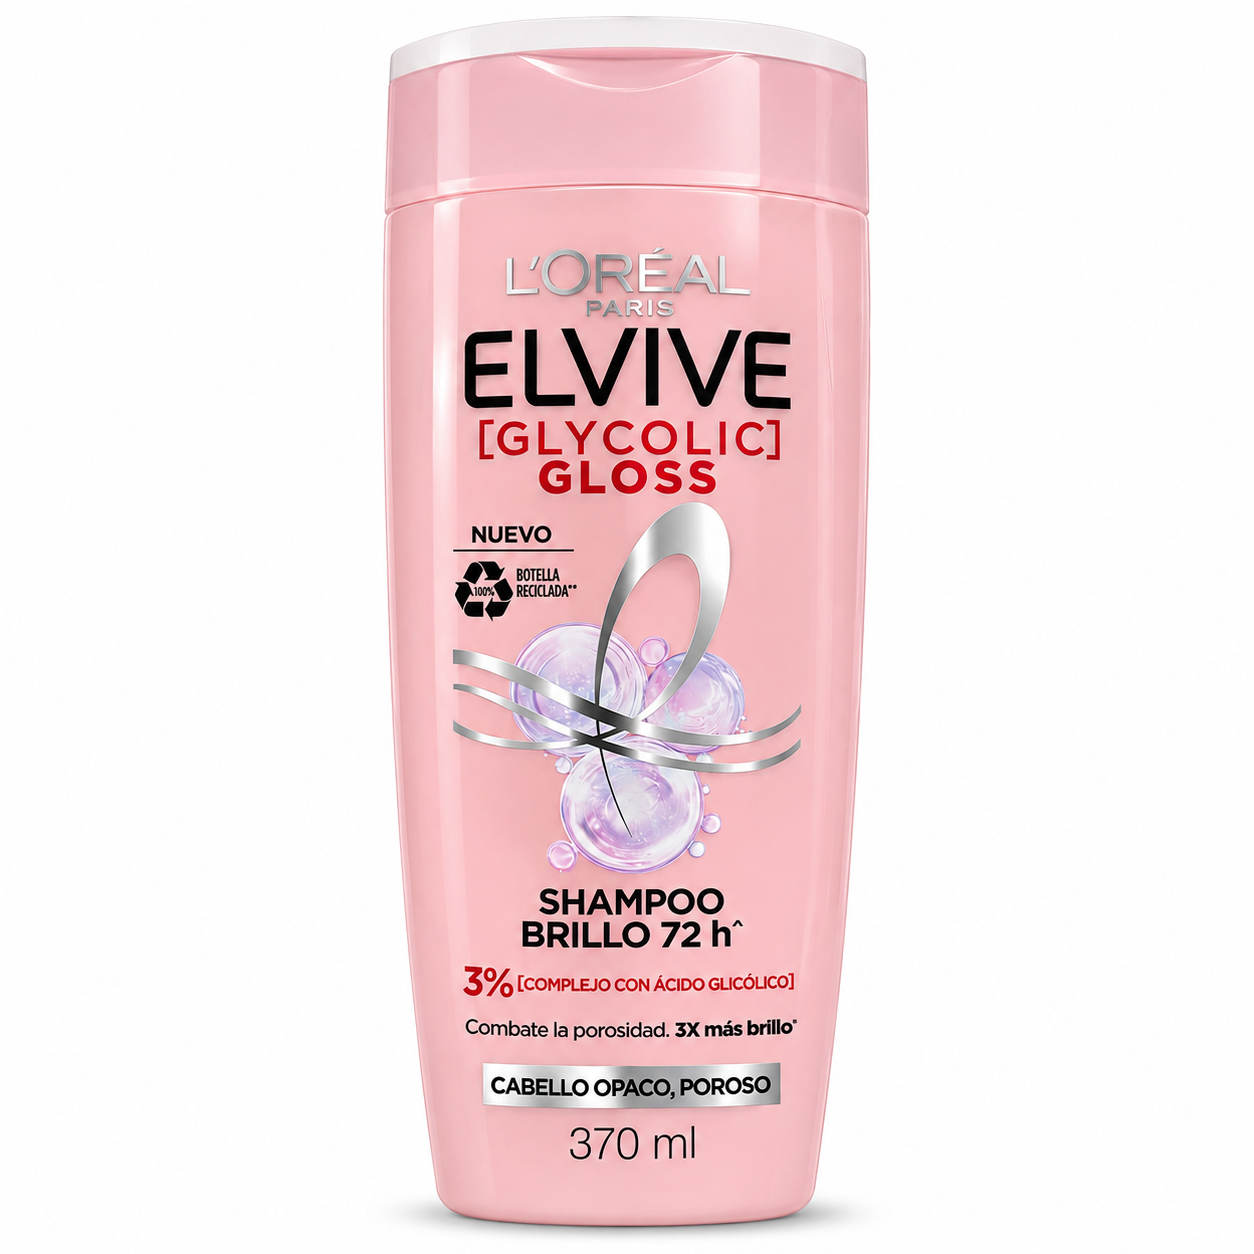 L'ORÉAL
PARIS
ELVIVE
[GLYCOLIC]
GLOSS
NUEVO
100%
BOTELLA
RECICLADA**
SHAMPOO
BRILLO 72 h^
3% [COMPLEJO CON ÁCIDO GLICÓLICO]
Combate la porosidad. 3X más brillo*
CABELLO OPACO, POROSO
370 ml